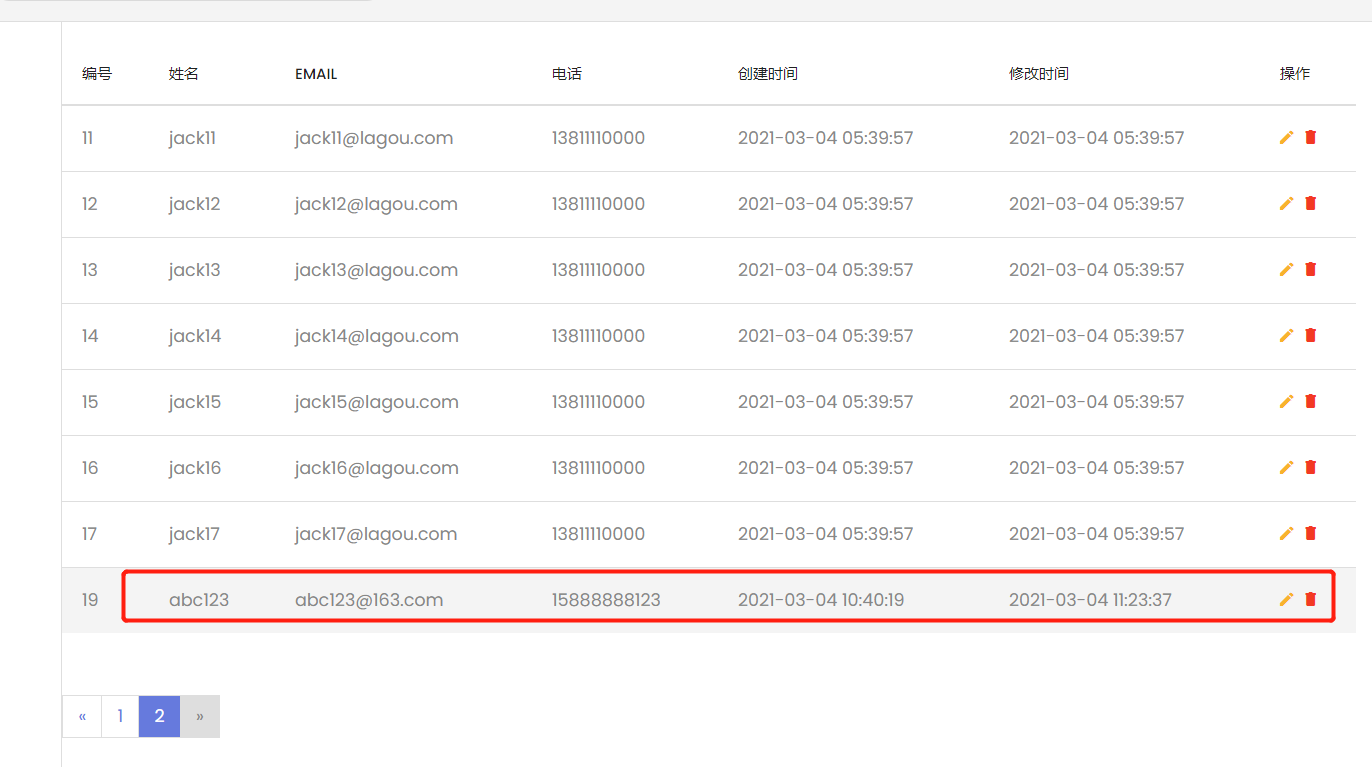 编号 姓名 EMAIL 电话 创建时间 修改时间 操作
11 jack11 jack11@lagou.com 13811110000 2021-03-04 05:39:57 2021-03-04 05:39:57
12 jack12 jack12@lagou.com 13811110000 2021-03-04 05:39:57 2021-03-04 05:39:57
13 jack13 jack13@lagou.com 13811110000 2021-03-04 05:39:57 2021-03-04 05:39:57
14 jack14 jack14@lagou.com 13811110000 2021-03-04 05:39:57 2021-03-04 05:39:57
15 jack15 jack15@lagou.com 13811110000 2021-03-04 05:39:57 2021-03-04 05:39:57
16 jack16 jack16@lagou.com 13811110000 2021-03-04 05:39:57 2021-03-04 05:39:57
17 jack17 jack17@lagou.com 13811110000 2021-03-04 05:39:57 2021-03-04 05:39:57
19 abc123 abc123@163.com 15888888123 2021-03-04 10:40:19 2021-03-04 11:23:37
« 1 2 »